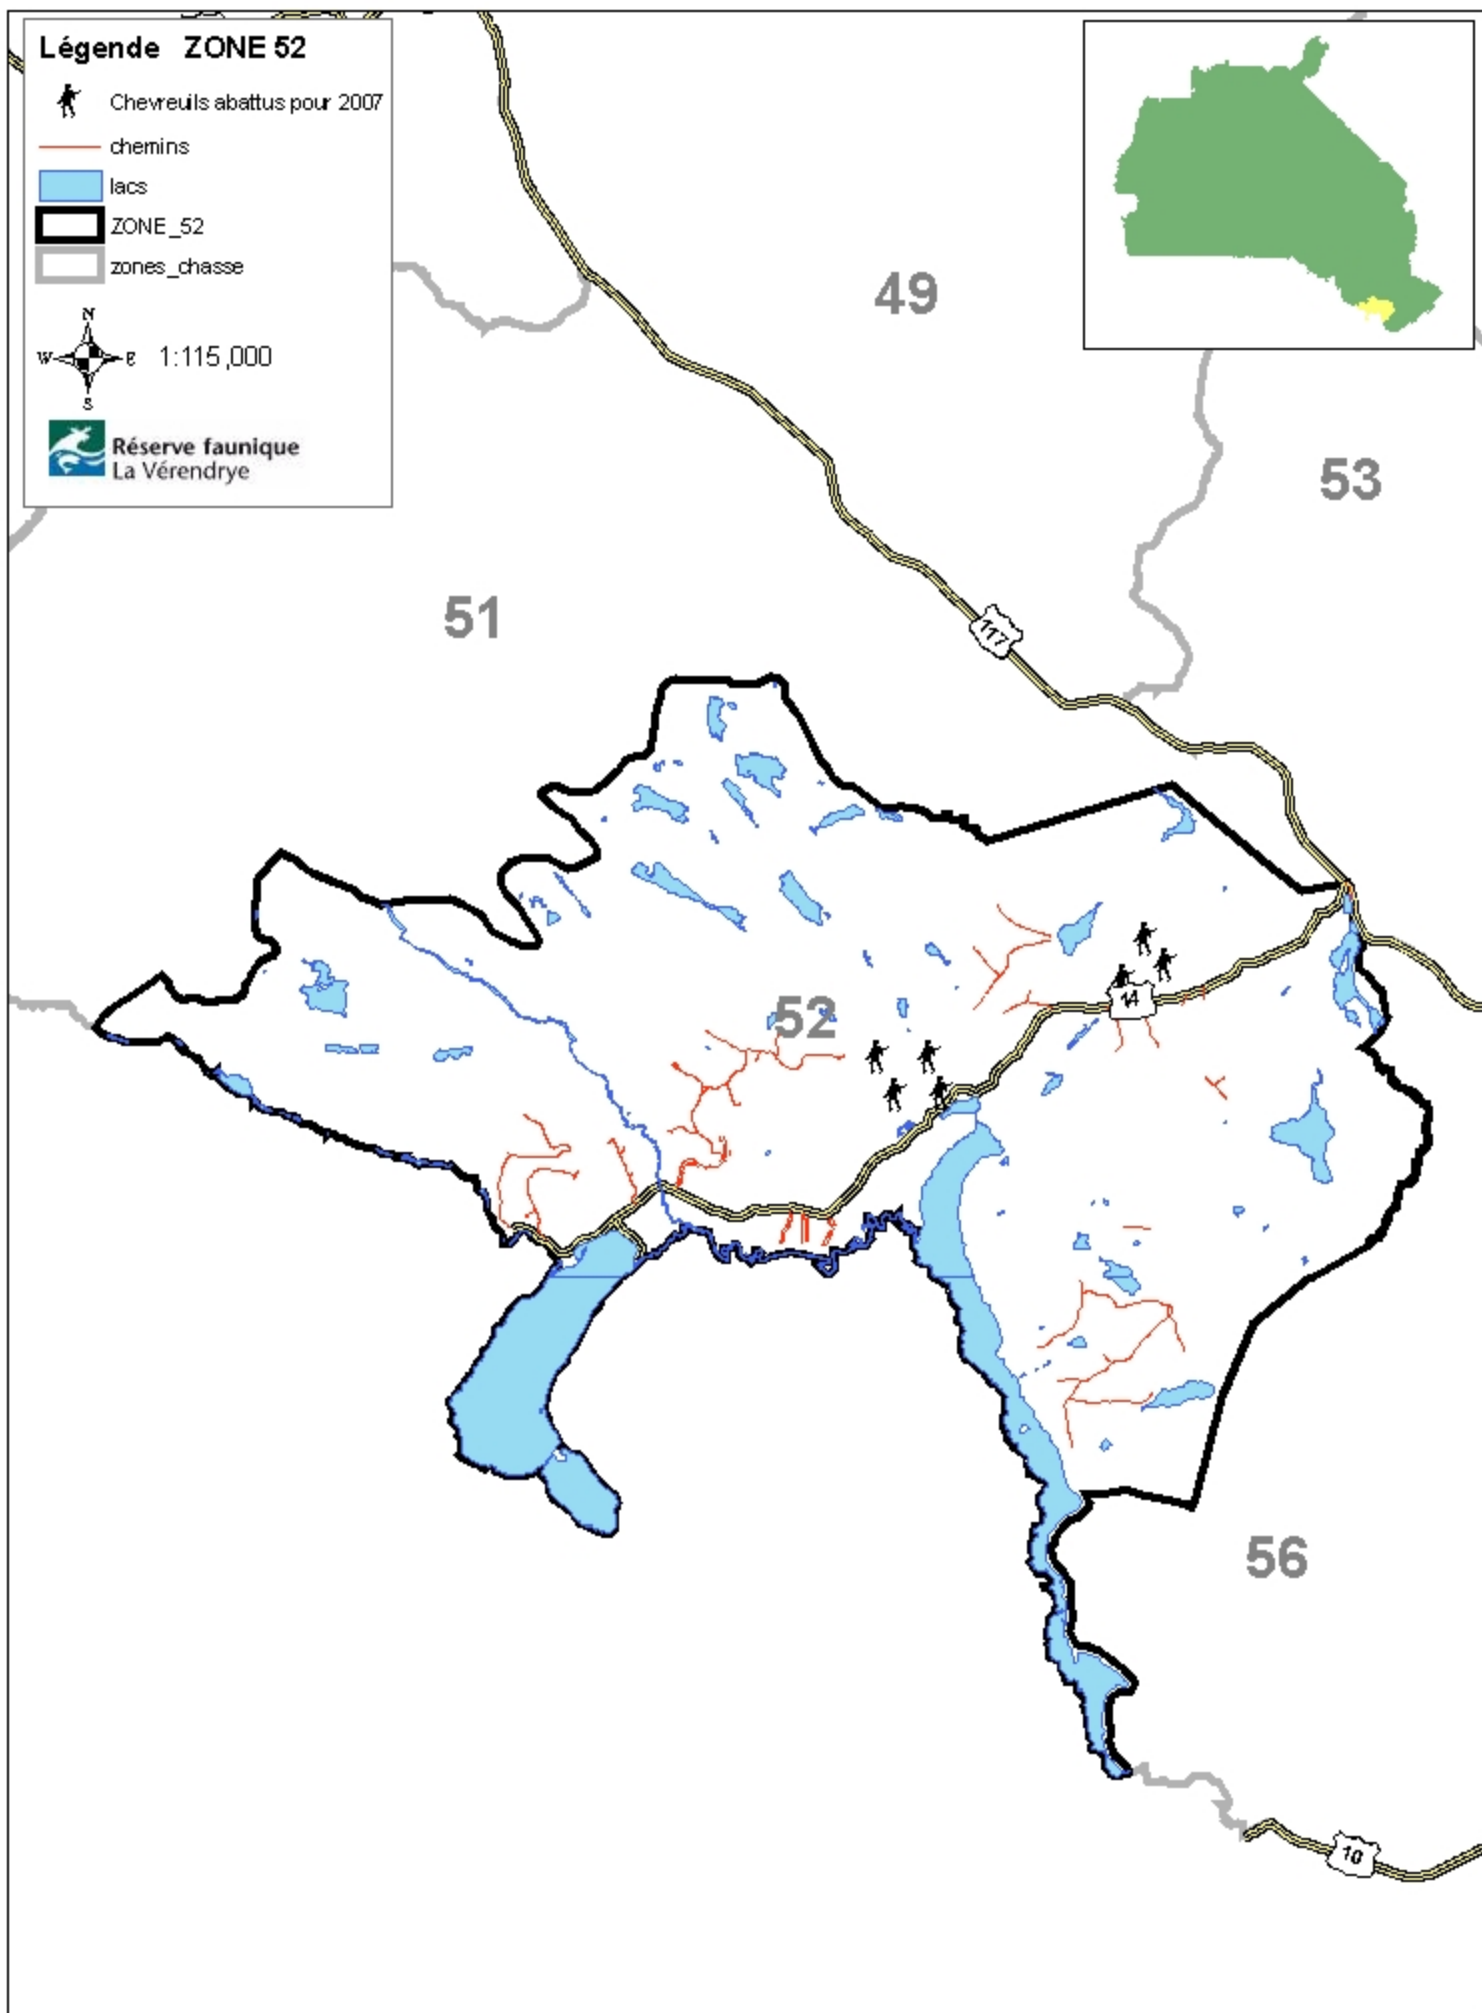 Légende ZONE 52
Chevreuils abattus pour 2007
chemins
lacs
ZONE_52
zones_chasse
N
W E 1:115,000
S
Réserve faunique
La Vérendrye
49
53
51
117
52
14
56
10